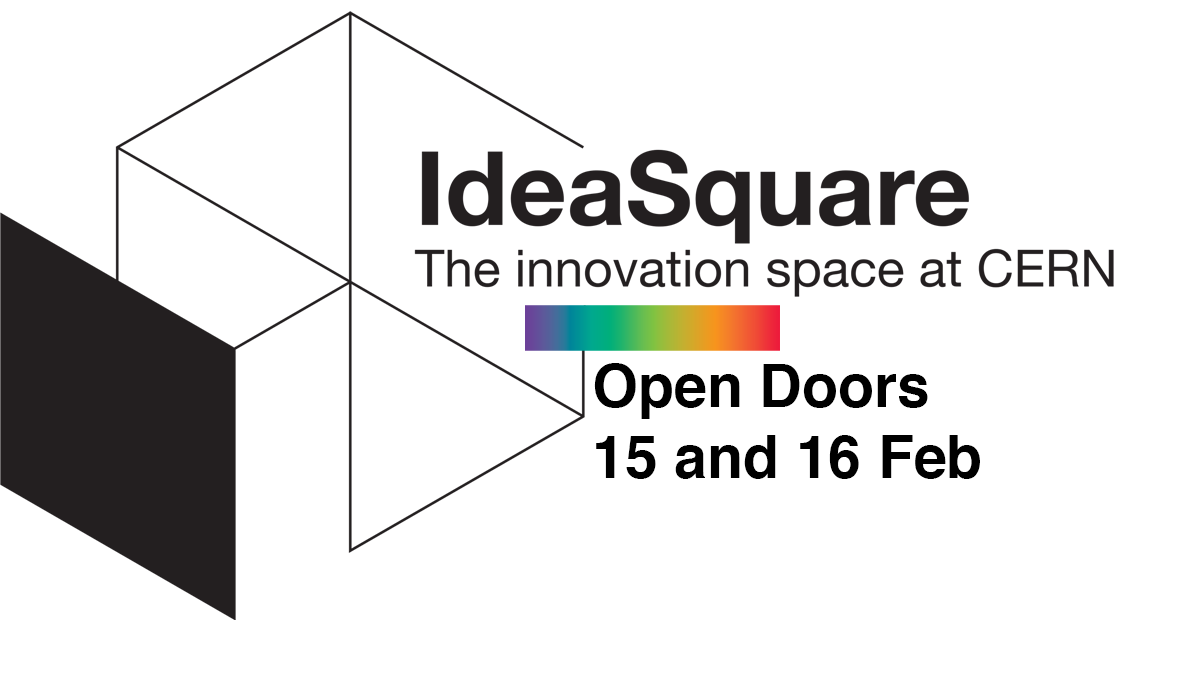 IdeaSquare
The innovation space at CERN
Open Doors
15 and 16 Feb